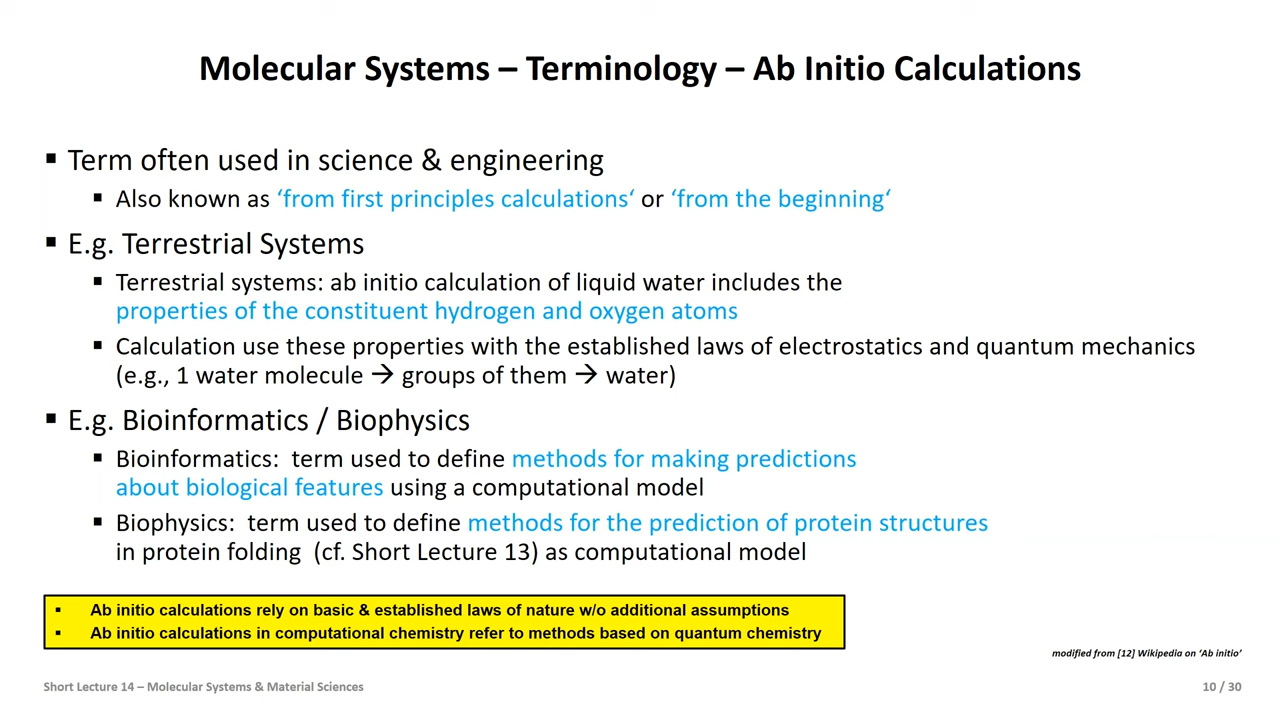 Molecular Systems – Terminology – Ab Initio Calculations
▪ Term often used in science & engineering
▪ Also known as ‘from first principles calculations‘ or ‘from the beginning‘
▪ E.g. Terrestrial Systems
▪ Terrestrial systems: ab initio calculation of liquid water includes the
properties of the constituent hydrogen and oxygen atoms
▪ Calculation use these properties with the established laws of electrostatics and quantum mechanics
(e.g., 1 water molecule → groups of them → water)
▪ E.g. Bioinformatics / Biophysics
▪ Bioinformatics: term used to define methods for making predictions
about biological features using a computational model
▪ Biophysics: term used to define methods for the prediction of protein structures
in protein folding (cf. Short Lecture 13) as computational model
▪ Ab initio calculations rely on basic & established laws of nature w/o additional assumptions
▪ Ab initio calculations in computational chemistry refer to methods based on quantum chemistry
modified from [12] Wikipedia on ‘Ab initio’
Short Lecture 14 – Molecular Systems & Material Sciences
10 / 30